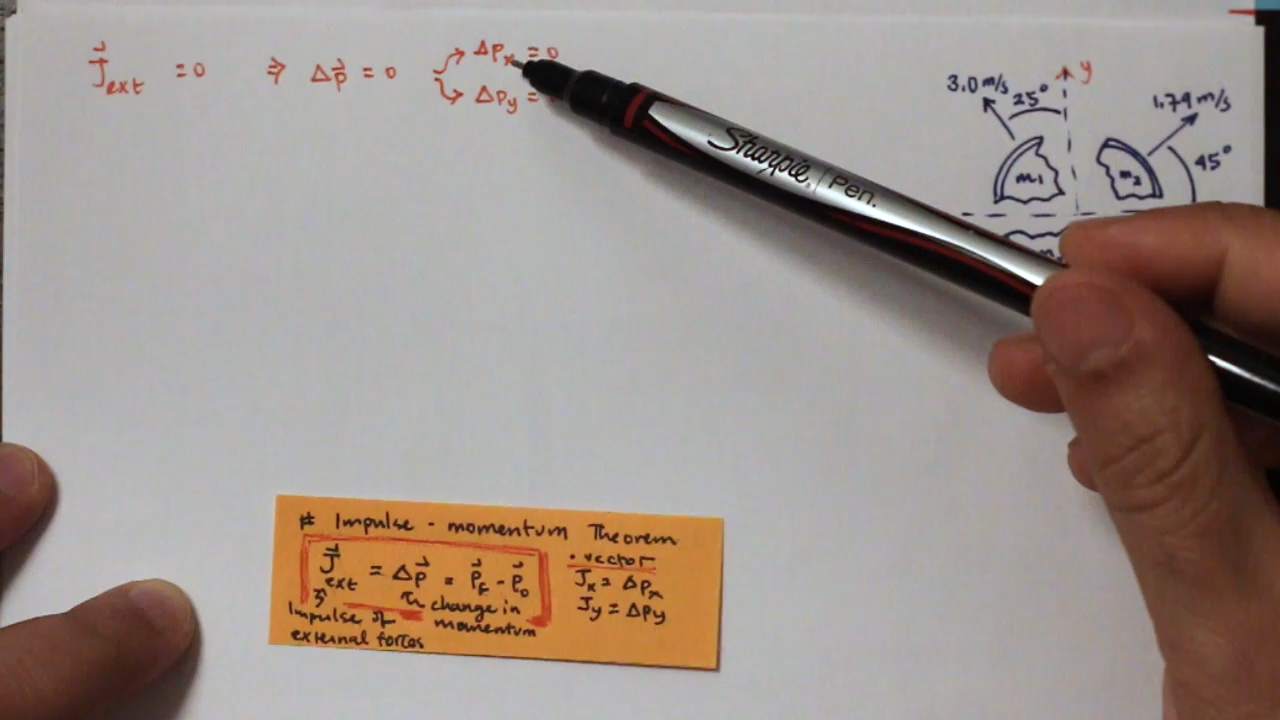 J⃗ext = 0 ⇒ Δp⃗ = 0 → Δpx = 0
→ Δpy =
y
3.0 m/s 25°
1.79 m/s
45°
m1 m2
Sharpie Pen.
# Impulse - momentum Theorem
J⃗ext = Δp⃗ = p⃗f - p⃗o
• vector
Jx = Δpx
Jy = Δpy
Impulse of
external forces
change in
momentum